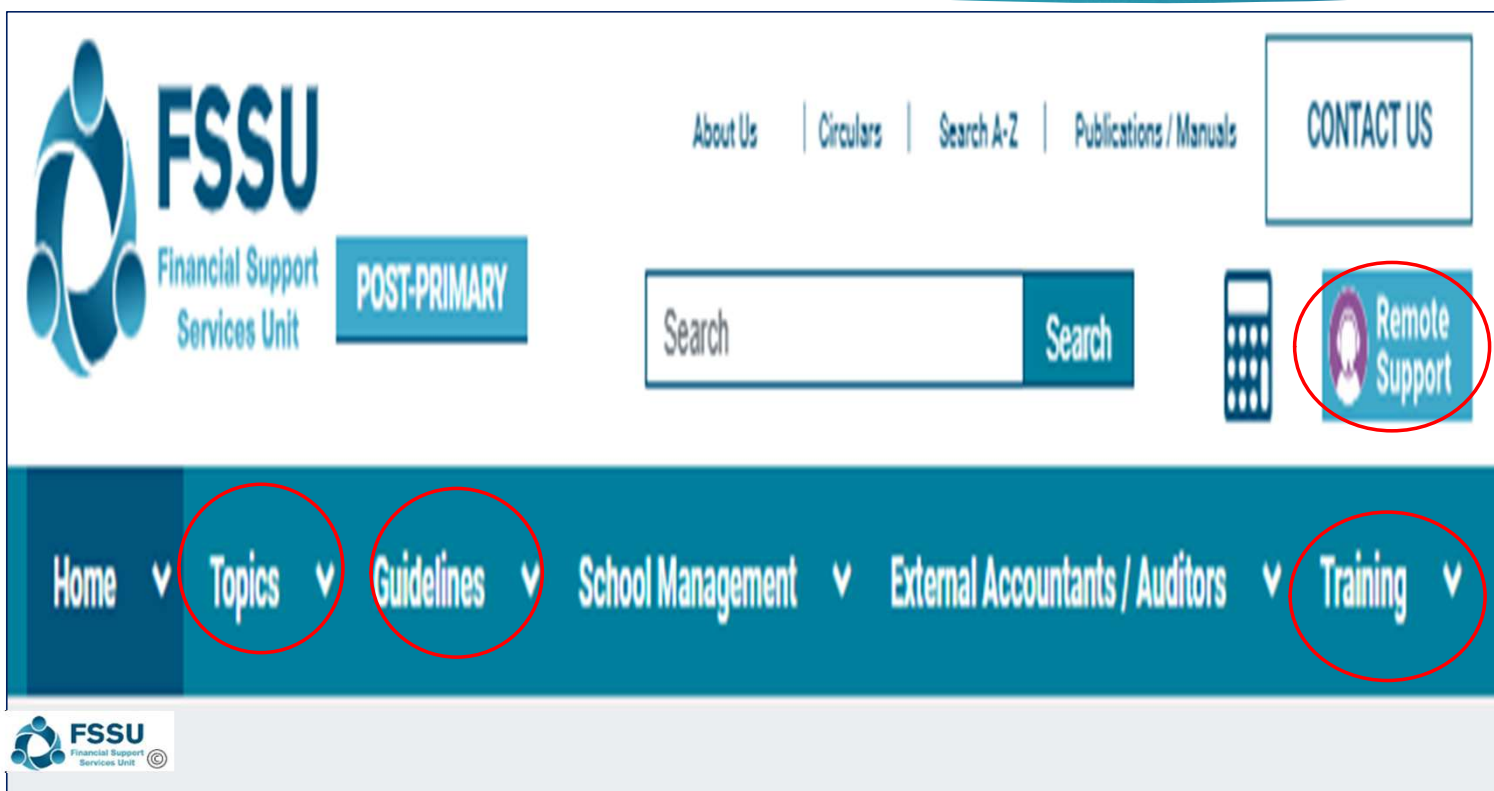 FSSU
Financial Support
Services Unit
POST-PRIMARY
About Us | Circulars | Search A-Z | Publications / Manuals
CONTACT US
Search
Search
Remote
Support
Home
Topics
Guidelines
School Management
External Accountants / Auditors
Training
FSSU
Financial Support
Services Unit ©